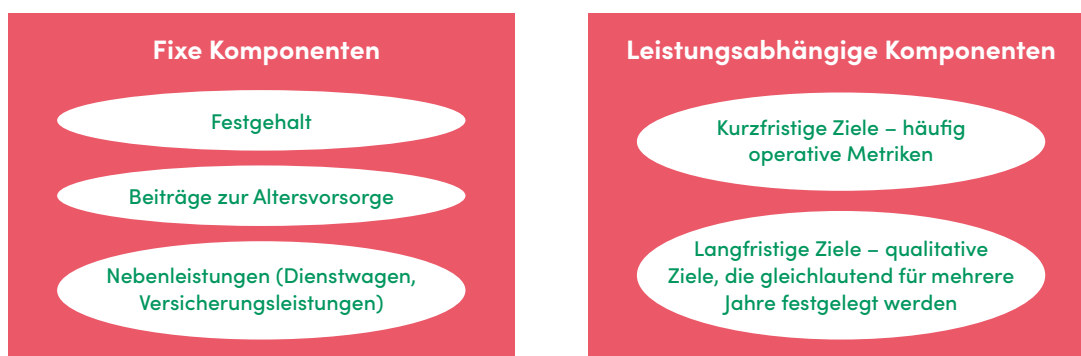 Fixe Komponenten
Festgehalt
Beiträge zur Altersvorsorge
Nebenleistungen (Dienstwagen,
Versicherungsleistungen)
Leistungsabhängige Komponenten
Kurzfristige Ziele – häufig
operative Metriken
Langfristige Ziele – qualitative
Ziele, die gleichlautend für mehrere
Jahre festgelegt werden